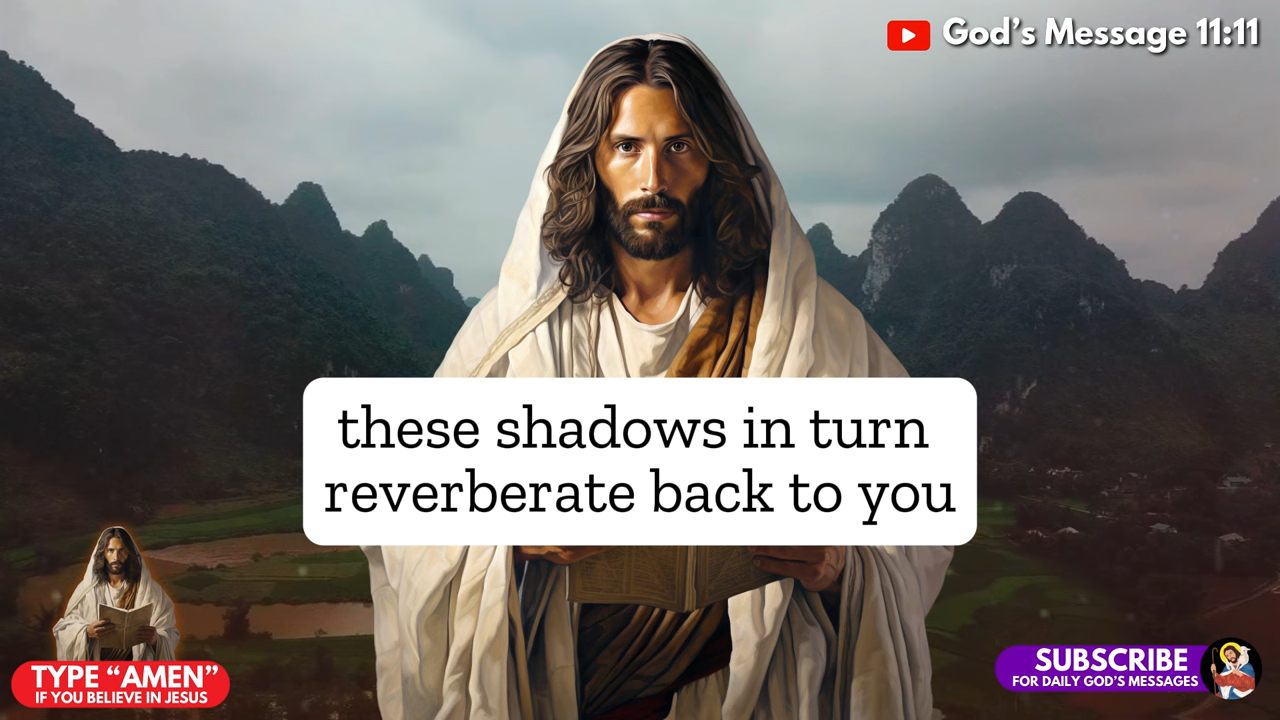 God's Message 11:11
these shadows in turn
reverberate back to you
TYPE “AMEN”
IF YOU BELIEVE IN JESUS
SUBSCRIBE
FOR DAILY GOD'S MESSAGES